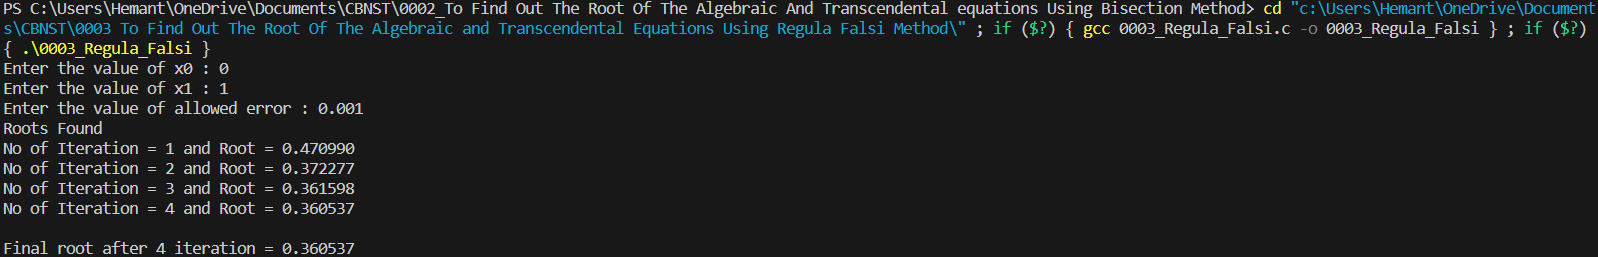 PS C:\Users\Hemant\OneDrive\Documents\CBNST\0002_To Find Out The Root Of The Algebraic And Transcendental equations Using Bisection Method> cd "c:\Users\Hemant\OneDrive\Document
s\CBNST\0003 To Find Out The Root Of The Algebraic and Transcendental Equations Using Regula Falsi Method\" ; if ($?) { gcc 0003_Regula_Falsi.c -o 0003_Regula_Falsi } ; if ($?)
{ .\0003_Regula_Falsi }
Enter the value of x0 : 0
Enter the value of x1 : 1
Enter the value of allowed error : 0.001
Roots Found
No of Iteration = 1 and Root = 0.470990
No of Iteration = 2 and Root = 0.372277
No of Iteration = 3 and Root = 0.361598
No of Iteration = 4 and Root = 0.360537
Final root after 4 iteration = 0.360537